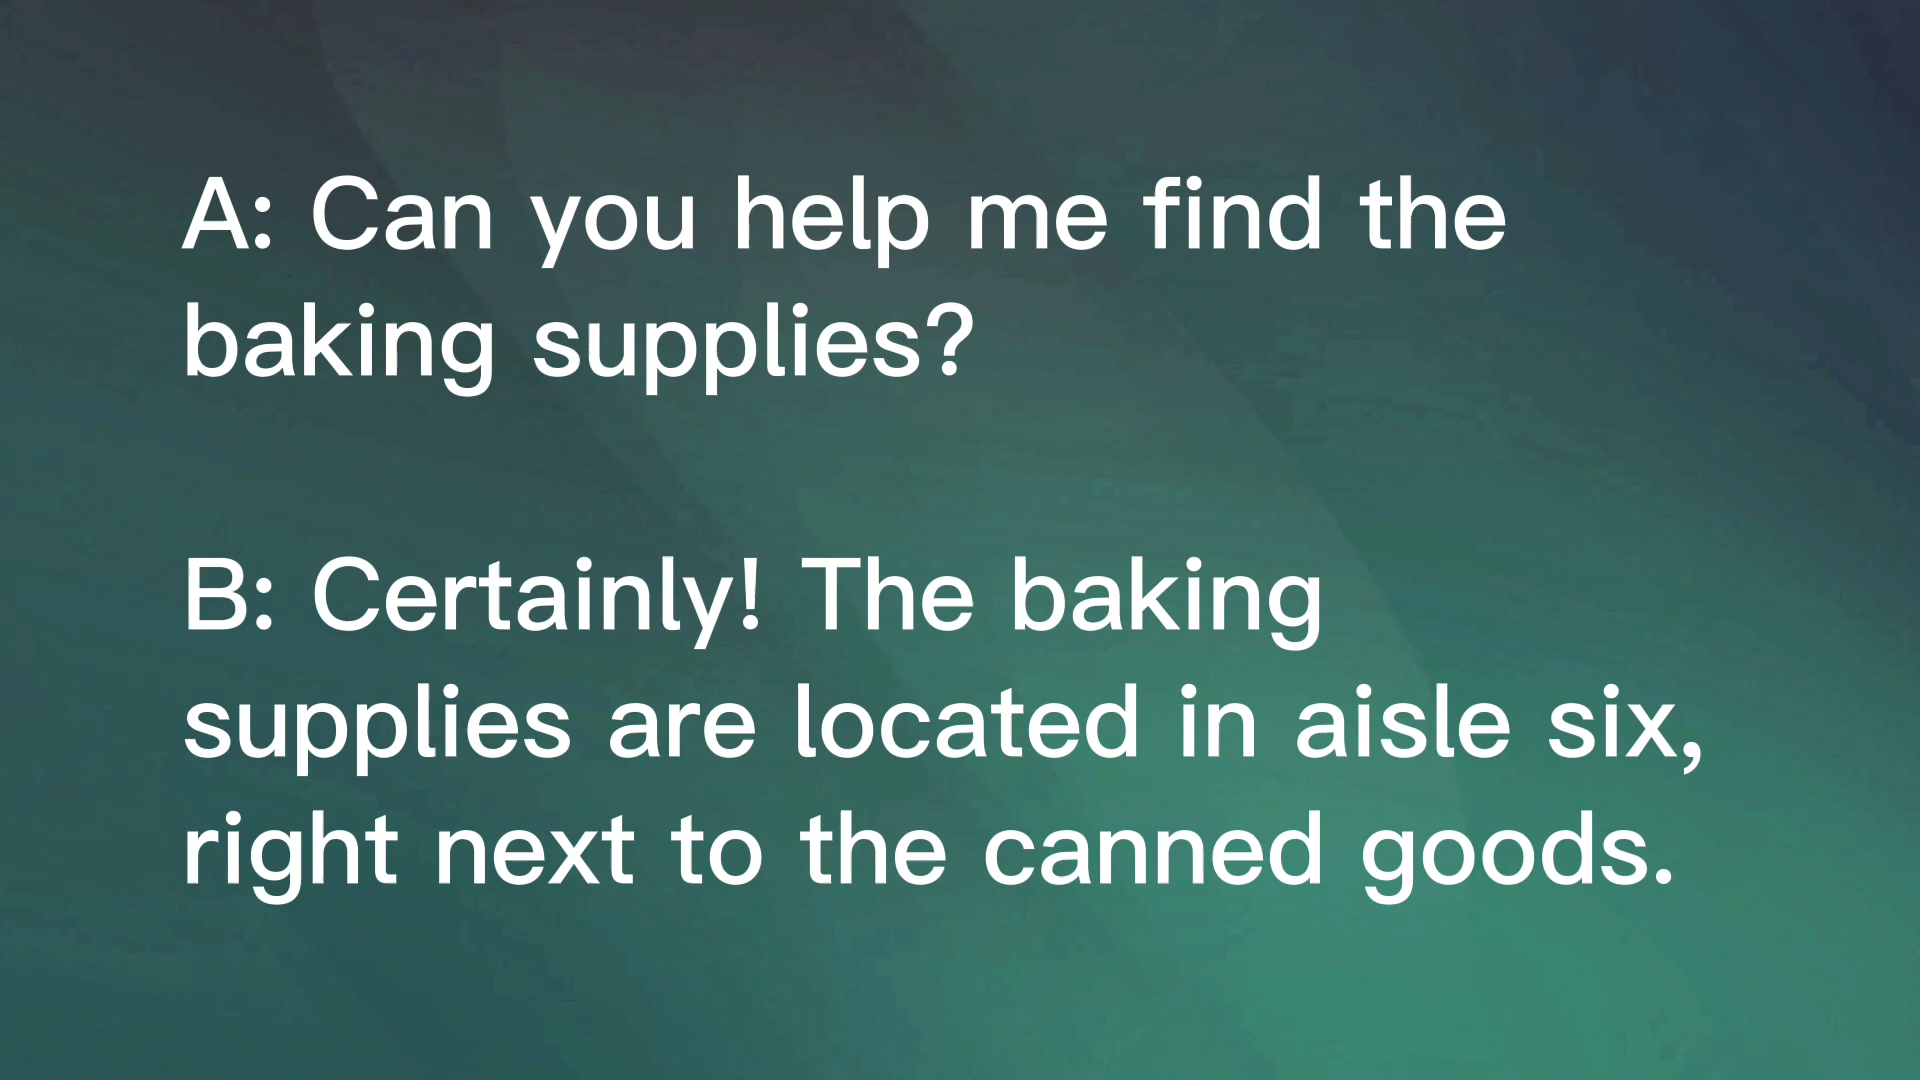 A: Can you help me find the
baking supplies?
B: Certainly! The baking
supplies are located in aisle six,
right next to the canned goods.